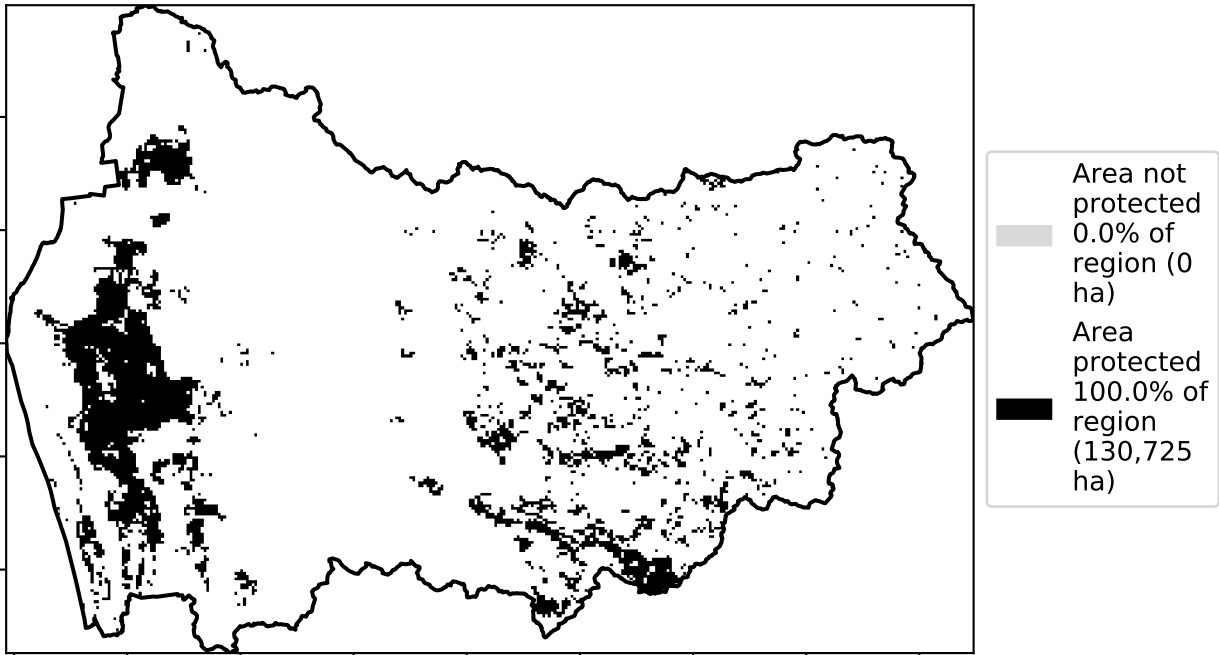 Area not
protected
0.0% of
region (0
ha)
Area
protected
100.0% of
region
(130,725
ha)